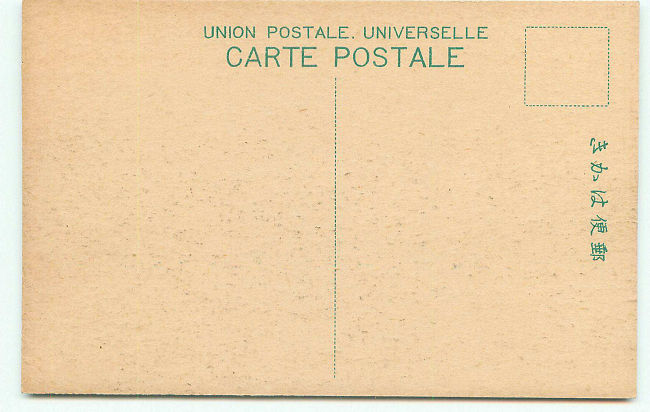 UNION POSTALE. UNIVERSELLE
CARTE POSTALE
郵便はかき